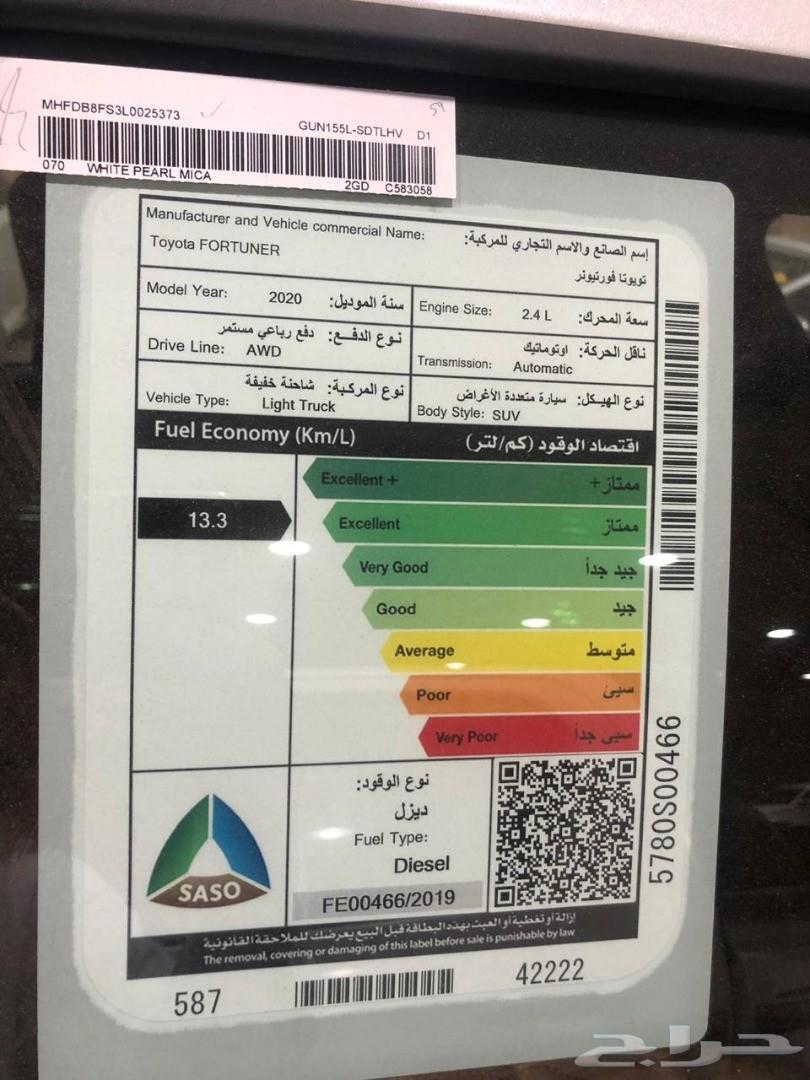 MHFDB8FS3L0025373
59
GUN155L-SDTLHV D1
070 WHITE PEARL MICA
2GD C583058
Manufacturer and Vehicle commercial Name:
إسم الصانع والاسم التجاري للمركبة:
Toyota FORTUNER
تويوتا فورتيونر
Model Year: 2020 سنة الموديل:
Engine Size: 2.4 L سعة المحرك:
نوع الدفـع: دفع رباعي مستمر
Drive Line: AWD
ناقل الحركة: اوتوماتيك
Transmission: Automatic
نوع المركبة: شاحنة خفيفة
Vehicle Type: Light Truck
نوع الهيـكل: سيارة متعددة الأغراض
Body Style: SUV
Fuel Economy (Km/L)
اقتصاد الوقود (كم/لتر)
Excellent + ممتاز+
13.3
Excellent ممتاز
Very Good جيد جداً
Good جيد
Average متوسط
Poor سيئ
Very Poor سيئ جداً
5780S00466
نوع الوقود:
ديزل
Fuel Type:
Diesel
SASO
FE00466/2019
إزالة أو تغطية أو العبث بهذه البطاقة قبل البيع يعرضك للملاحقة القانونية
The removal, covering or damaging of this label before sale is punishable by law
587
42222
حراج